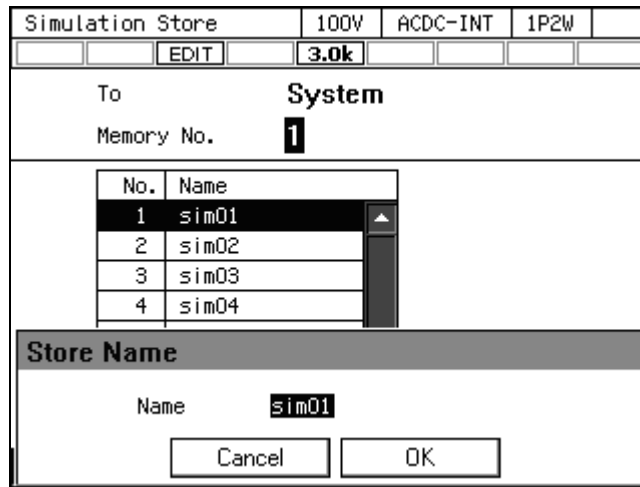 Simulation Store 100V ACDC-INT 1P2W
EDIT 3.0k
To System
Memory No. 1
No. Name
1 sim01
2 sim02
3 sim03
4 sim04
Store Name
Name sim01
Cancel OK